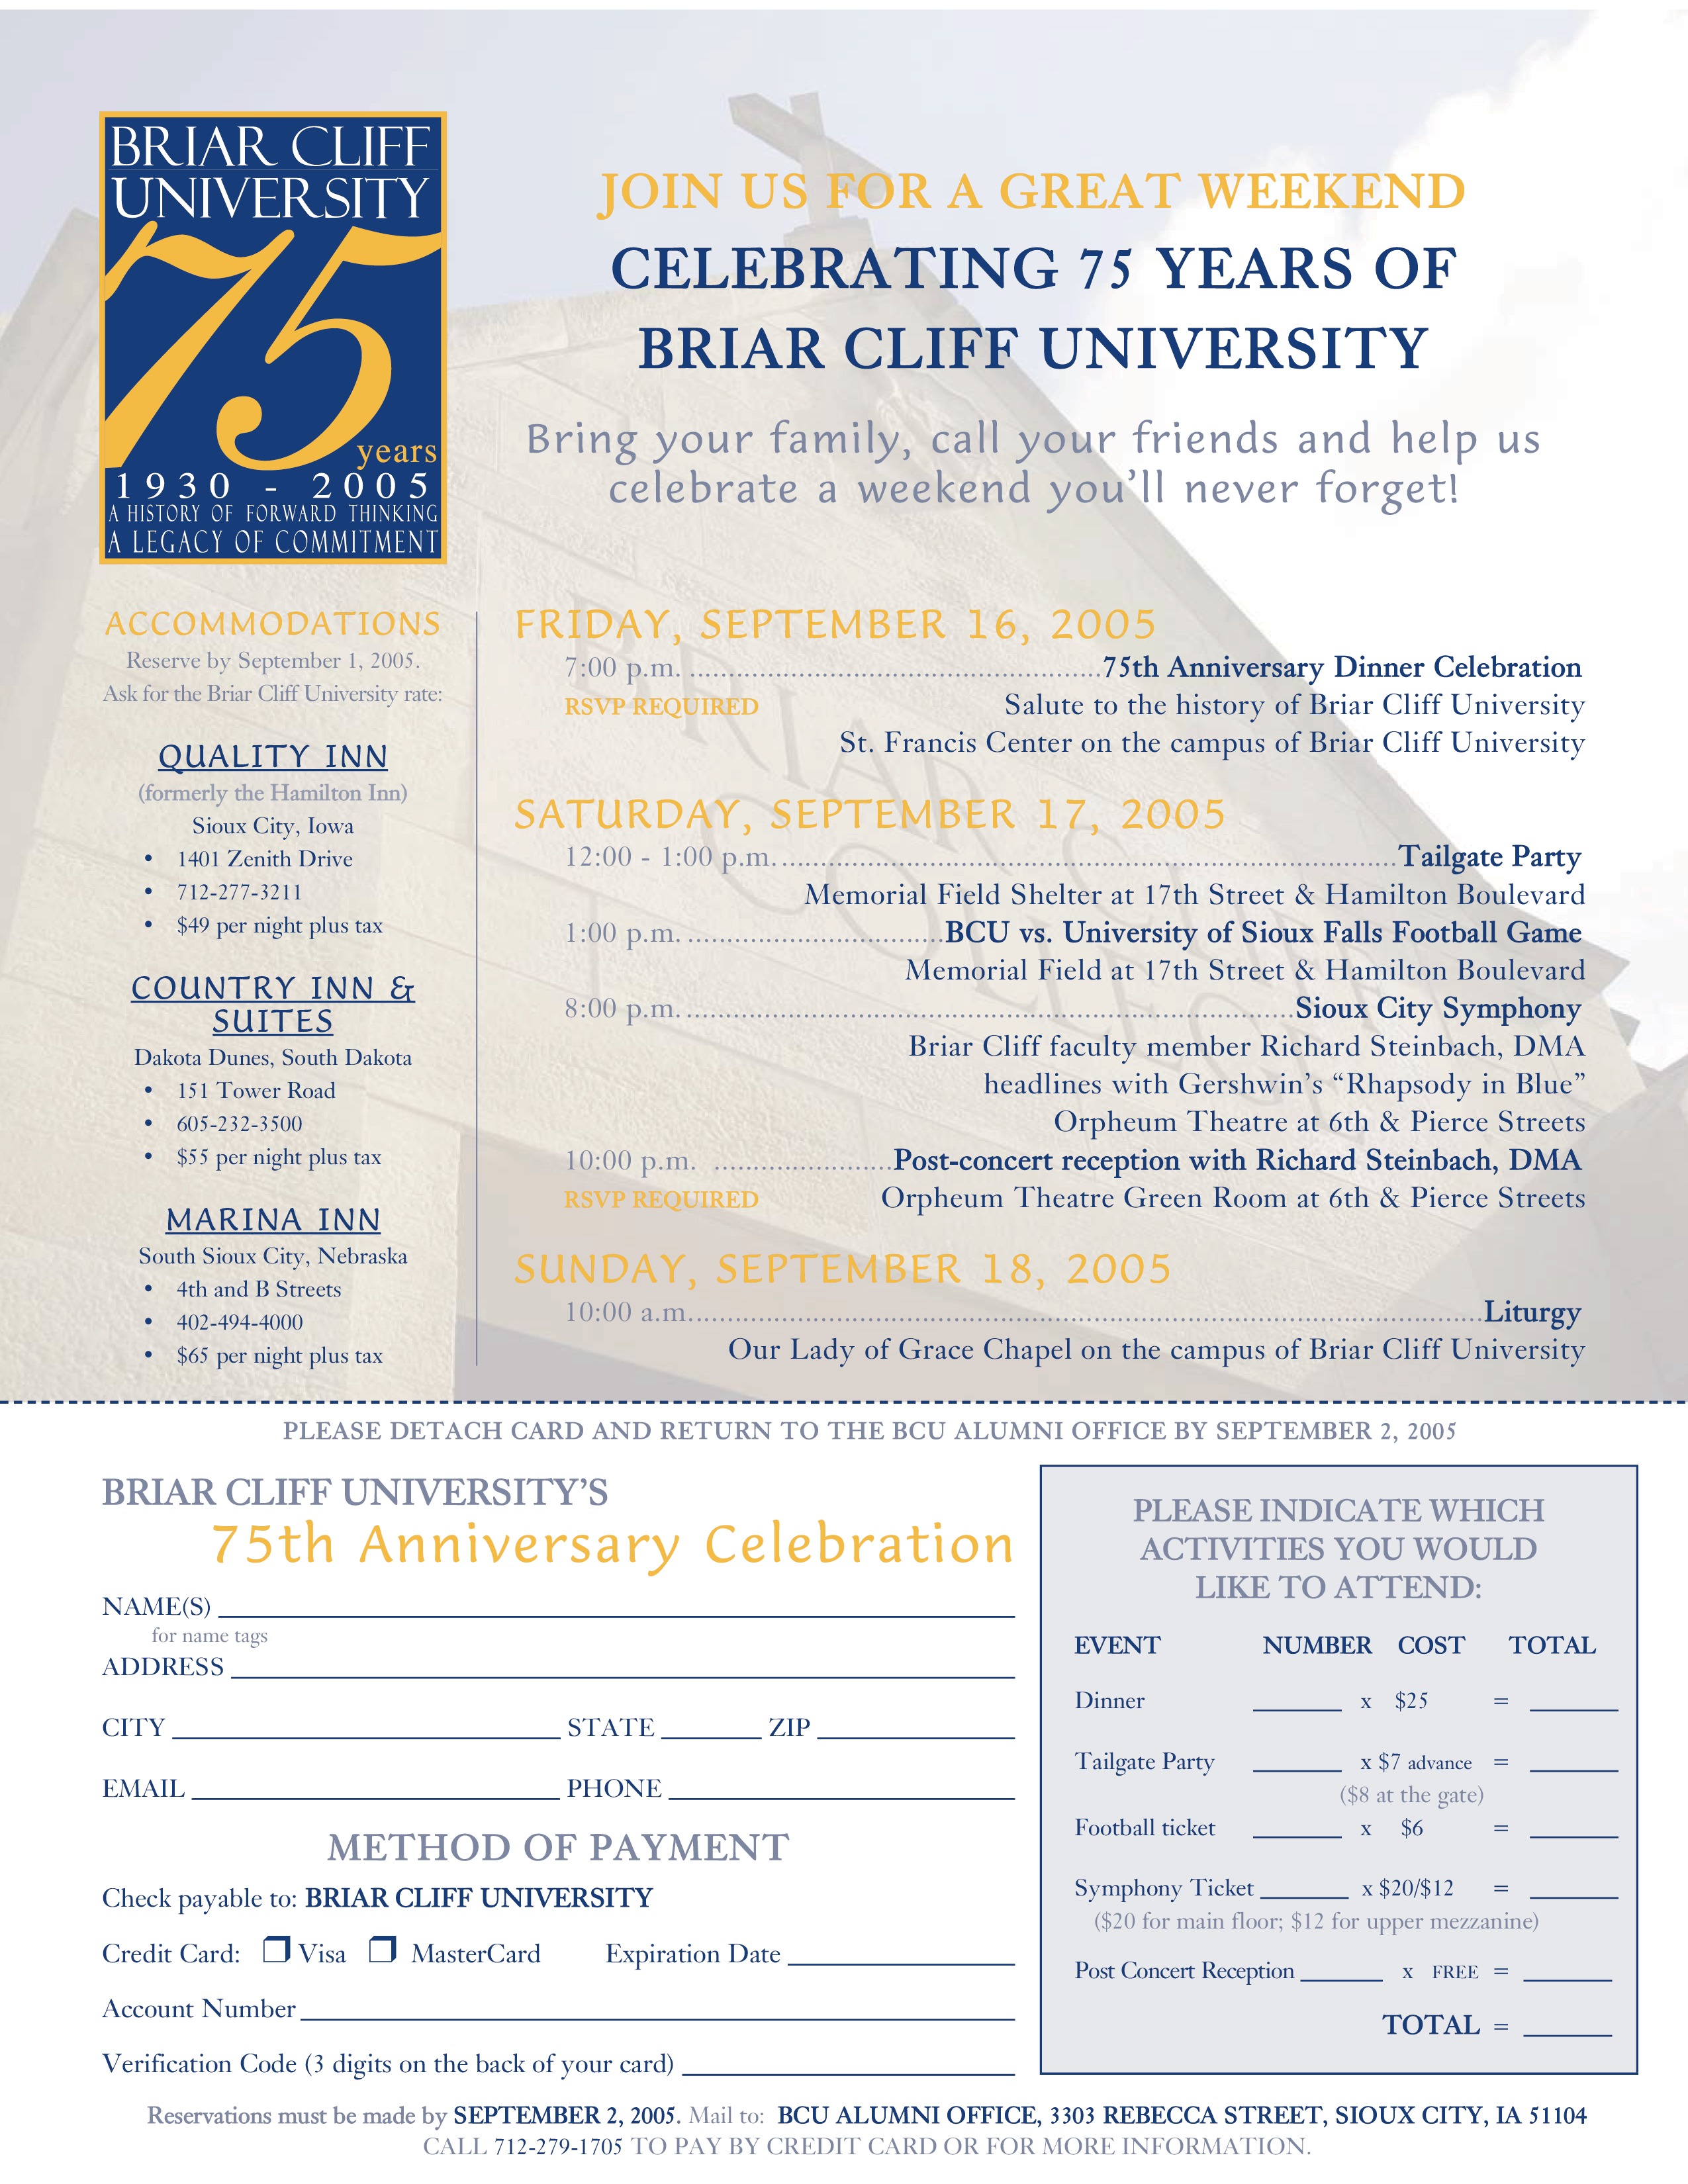 BRIAR CLIFF
UNIVERSITY
75
years
1930 - 2005
A HISTORY OF FORWARD THINKING
A LEGACY OF COMMITMENT
JOIN US FOR A GREAT WEEKEND
CELEBRATING 75 YEARS OF
BRIAR CLIFF UNIVERSITY
Bring your family, call your friends and help us
celebrate a weekend you'll never forget!
ACCOMMODATIONS
Reserve by September 1, 2005.
Ask for the Briar Cliff University rate:
QUALITY INN
(formerly the Hamilton Inn)
Sioux City, Iowa
• 1401 Zenith Drive
• 712-277-3211
• $49 per night plus tax
COUNTRY INN &
SUITES
Dakota Dunes, South Dakota
• 151 Tower Road
• 605-232-3500
• $55 per night plus tax
MARINA INN
South Sioux City, Nebraska
• 4th and B Streets
• 402-494-4000
• $65 per night plus tax
FRIDAY, SEPTEMBER 16, 2005
7:00 p.m. ....................................................75th Anniversary Dinner Celebration
RSVP REQUIRED Salute to the history of Briar Cliff University
St. Francis Center on the campus of Briar Cliff University
SATURDAY, SEPTEMBER 17, 2005
12:00 - 1:00 p.m...............................................................................Tailgate Party
Memorial Field Shelter at 17th Street & Hamilton Boulevard
1:00 p.m. ................................BCU vs. University of Sioux Falls Football Game
Memorial Field at 17th Street & Hamilton Boulevard
8:00 p.m.............................................................................Sioux City Symphony
Briar Cliff faculty member Richard Steinbach, DMA
headlines with Gershwin's “Rhapsody in Blue”
Orpheum Theatre at 6th & Pierce Streets
10:00 p.m. .......................Post-concert reception with Richard Steinbach, DMA
RSVP REQUIRED Orpheum Theatre Green Room at 6th & Pierce Streets
SUNDAY, SEPTEMBER 18, 2005
10:00 a.m....................................................................................................Liturgy
Our Lady of Grace Chapel on the campus of Briar Cliff University
BRIAR CLIFF
COLLEGE
PLEASE DETACH CARD AND RETURN TO THE BCU ALUMNI OFFICE BY SEPTEMBER 2, 2005
BRIAR CLIFF UNIVERSITY'S
75th Anniversary Celebration
NAME(S)
for name tags
ADDRESS
CITY STATE ZIP
EMAIL PHONE
METHOD OF PAYMENT
Check payable to: BRIAR CLIFF UNIVERSITY
Credit Card: ❒ Visa ❒ MasterCard Expiration Date
Account Number
Verification Code (3 digits on the back of your card)
PLEASE INDICATE WHICH
ACTIVITIES YOU WOULD
LIKE TO ATTEND:
EVENT NUMBER COST TOTAL
Dinner x $25 =
Tailgate Party x $7 advance =
($8 at the gate)
Football ticket x $6 =
Symphony Ticket x $20/$12 =
($20 for main floor; $12 for upper mezzanine)
Post Concert Reception x FREE =
TOTAL =
Reservations must be made by SEPTEMBER 2, 2005. Mail to: BCU ALUMNI OFFICE, 3303 REBECCA STREET, SIOUX CITY, IA 51104
CALL 712-279-1705 TO PAY BY CREDIT CARD OR FOR MORE INFORMATION.